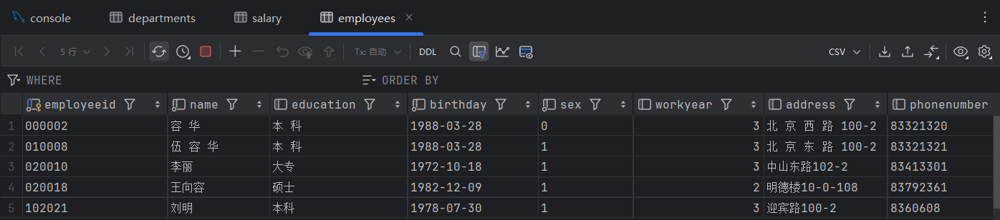 console departments salary employees
5 行 Tx: 自动 DDL CSV
WHERE ORDER BY
employeeid name education birthday sex workyear address phonenumber
1 000002 容 华 本 科 1988-03-28 0 3 北 京 西 路 100-2 83321320
2 010008 伍 容 华 本 科 1988-03-28 1 3 北 京 东 路 100-2 83321321
3 020010 李丽 大专 1972-10-18 1 3 中山东路102-2 83413301
4 020018 王向容 硕士 1982-12-09 1 2 明德楼10-0-108 83792361
5 102021 刘明 本科 1978-07-30 1 3 迎宾路100-2 8360608